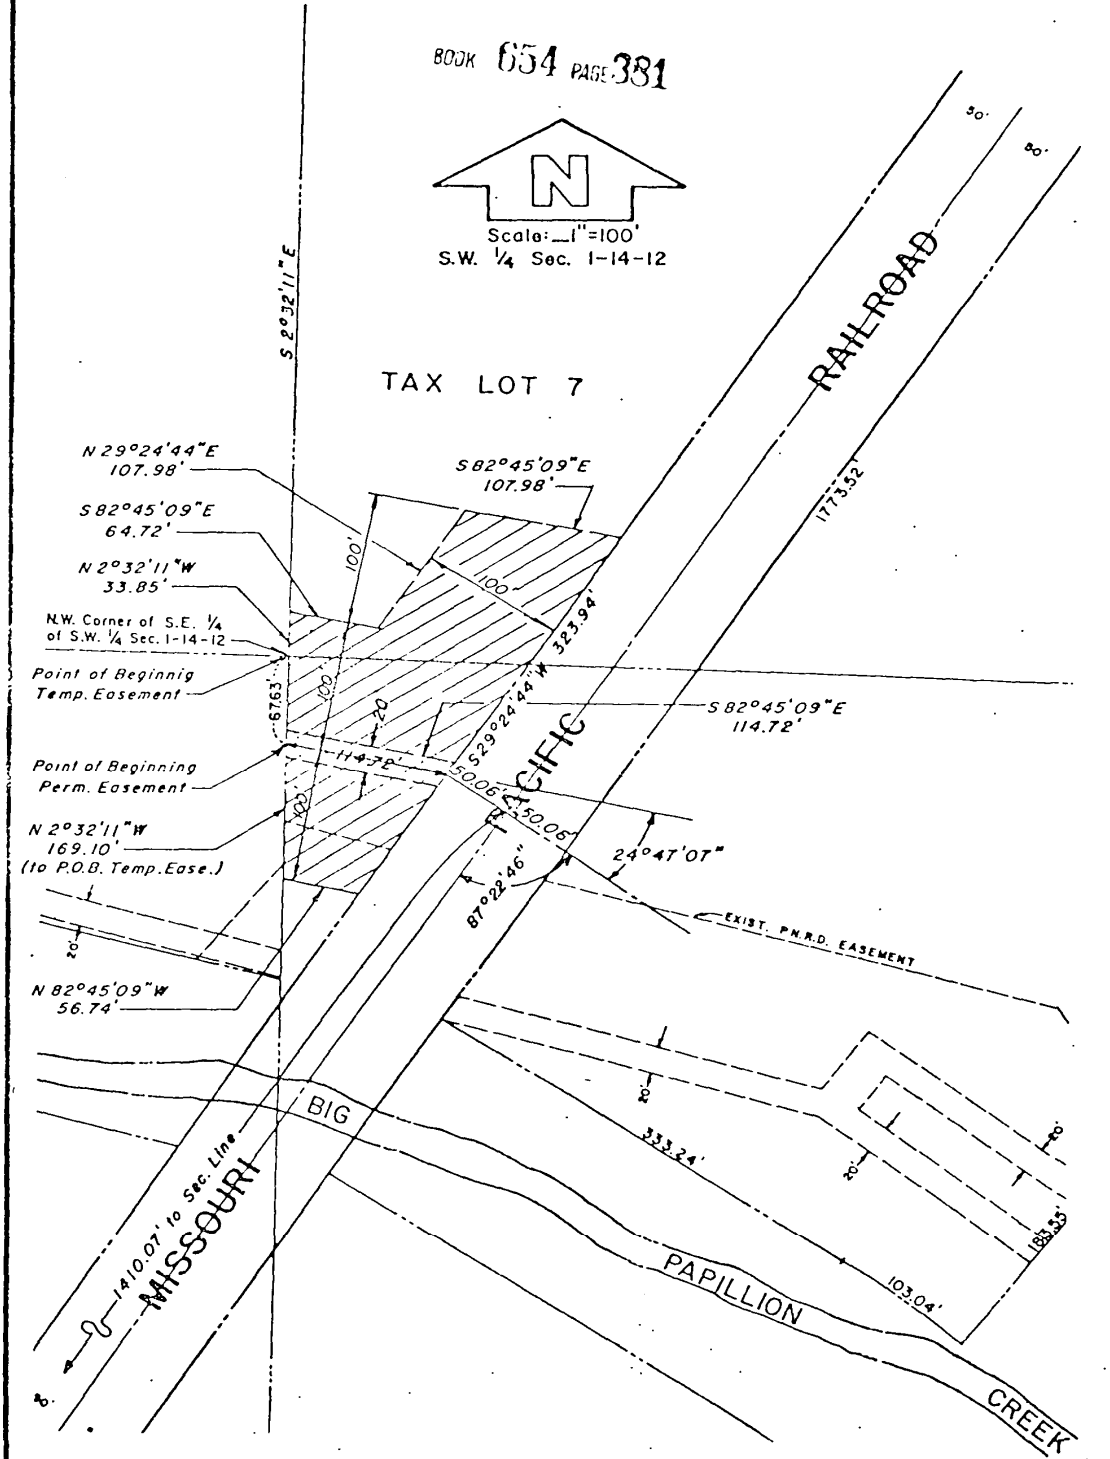 BOOK 654 PAGE 381
N
Scale: 1"=100'
S.W. 1/4 Sec. 1-14-12
50'
80'
S 2°32'11" E
RAILROAD
TAX LOT 7
N 29°24'44" E
107.98'
S 82°45'09" E
107.98'
1773.52'
S 82°45'09" E
64.72'
100'
N 2°32'11" W
33.85'
100
323.94'
N.W. Corner of S.E. 1/4
of S.W. 1/4 Sec. 1-14-12
Point of Beginnig
Temp. Easement
67.63'
100'
20
S 29°24'44" W
S 82°45'09" E
114.72'
114.72'
Point of Beginning
Perm. Easement
50.06'
PACIFIC
50.06'
100'
N 2°32'11" W
169.10'
(to P.O.B. Temp. Ease.)
24°47'07"
87°22'46"
EXIST. P.N.R.D. EASEMENT
20'
N 82°45'09" W
56.74'
BIG
20'
333.24'
20'
20'
1410.07' to Sec. Line
MISSOURI
183.55'
PAPILLION
103.04'
CREEK